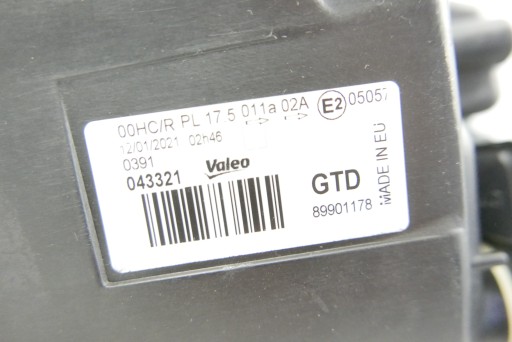 00HC/R PL 17.5 011a 02A E2 05057
12/01/2021 02h46
0391
043321 Valeo GTD
89901178
MADE IN EU